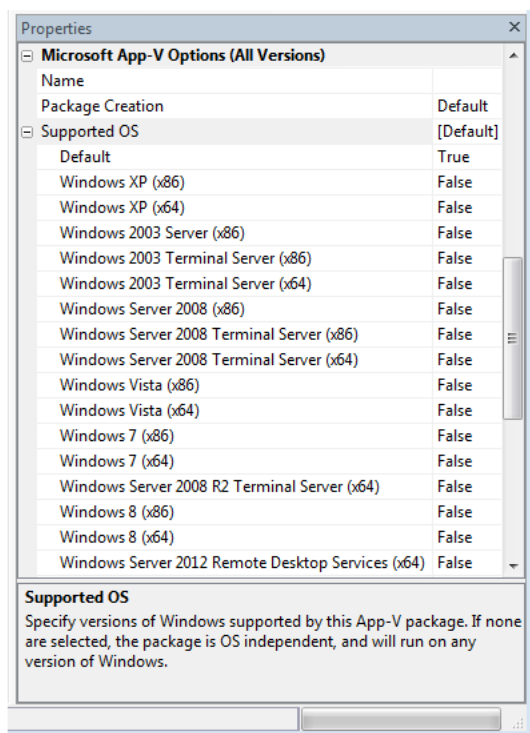 Properties
Microsoft App-V Options (All Versions)
Name
Package Creation Default
Supported OS [Default]
Default True
Windows XP (x86) False
Windows XP (x64) False
Windows 2003 Server (x86) False
Windows 2003 Terminal Server (x86) False
Windows 2003 Terminal Server (x64) False
Windows Server 2008 (x86) False
Windows Server 2008 Terminal Server (x86) False
Windows Server 2008 Terminal Server (x64) False
Windows Vista (x86) False
Windows Vista (x64) False
Windows 7 (x86) False
Windows 7 (x64) False
Windows Server 2008 R2 Terminal Server (x64) False
Windows 8 (x86) False
Windows 8 (x64) False
Windows Server 2012 Remote Desktop Services (x64) False
Supported OS
Specify versions of Windows supported by this App-V package. If none
are selected, the package is OS independent, and will run on any
version of Windows.